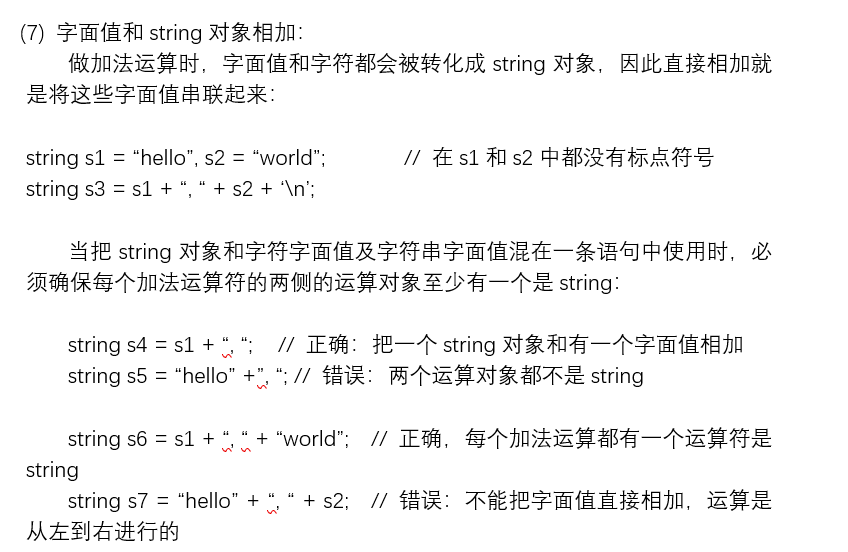 (7) 字面值和 string 对象相加：
做加法运算时，字面值和字符都会被转化成 string 对象，因此直接相加就
是将这些字面值串联起来：
string s1 = “hello”, s2 = “world”; // 在 s1 和 s2 中都没有标点符号
string s3 = s1 + “, “ + s2 + ‘\n’;
当把 string 对象和字符字面值及字符串字面值混在一条语句中使用时，必
须确保每个加法运算符的两侧的运算对象至少有一个是 string：
string s4 = s1 + “, “; // 正确：把一个 string 对象和有一个字面值相加
string s5 = “hello” +”, “; // 错误：两个运算对象都不是 string
string s6 = s1 + “, “ + “world”; // 正确，每个加法运算都有一个运算符是
string
string s7 = “hello” + “, “ + s2; // 错误：不能把字面值直接相加，运算是
从左到右进行的